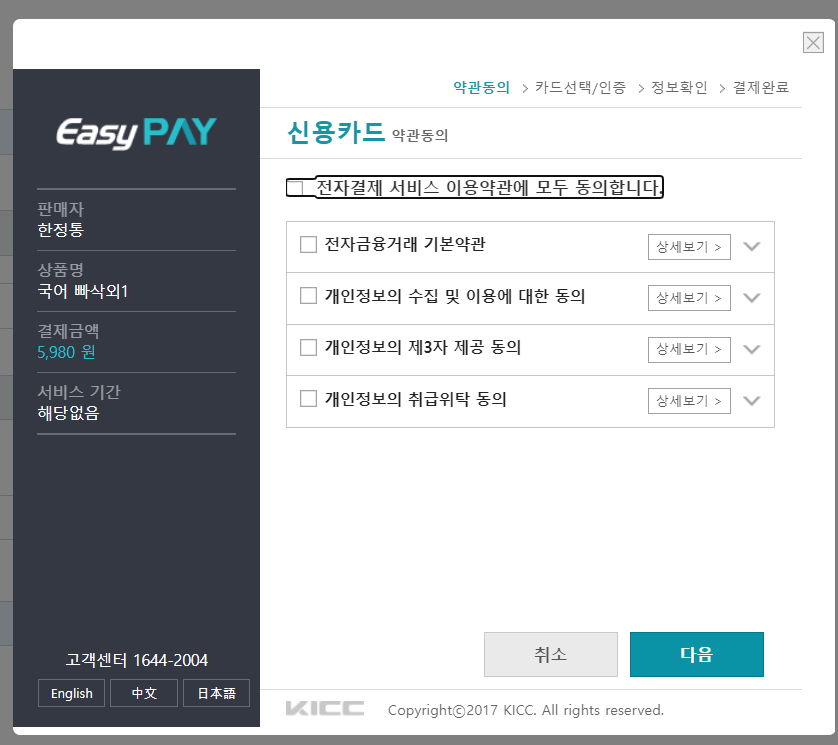 약관동의 > 카드선택/인증 > 정보확인 > 결제완료
Easy PAY
판매자
한정통
상품명
국어 빠삭외1
결제금액
5,980 원
서비스 기간
해당없음
고객센터 1644-2004
English
中文
日本語
신용카드 약관동의
전자결제 서비스 이용약관에 모두 동의합니다.
전자금융거래 기본약관 상세보기 >
개인정보의 수집 및 이용에 대한 동의 상세보기 >
개인정보의 제3자 제공 동의 상세보기 >
개인정보의 취급위탁 동의 상세보기 >
취소
다음
KICC Copyrightⓒ2017 KICC. All rights reserved.